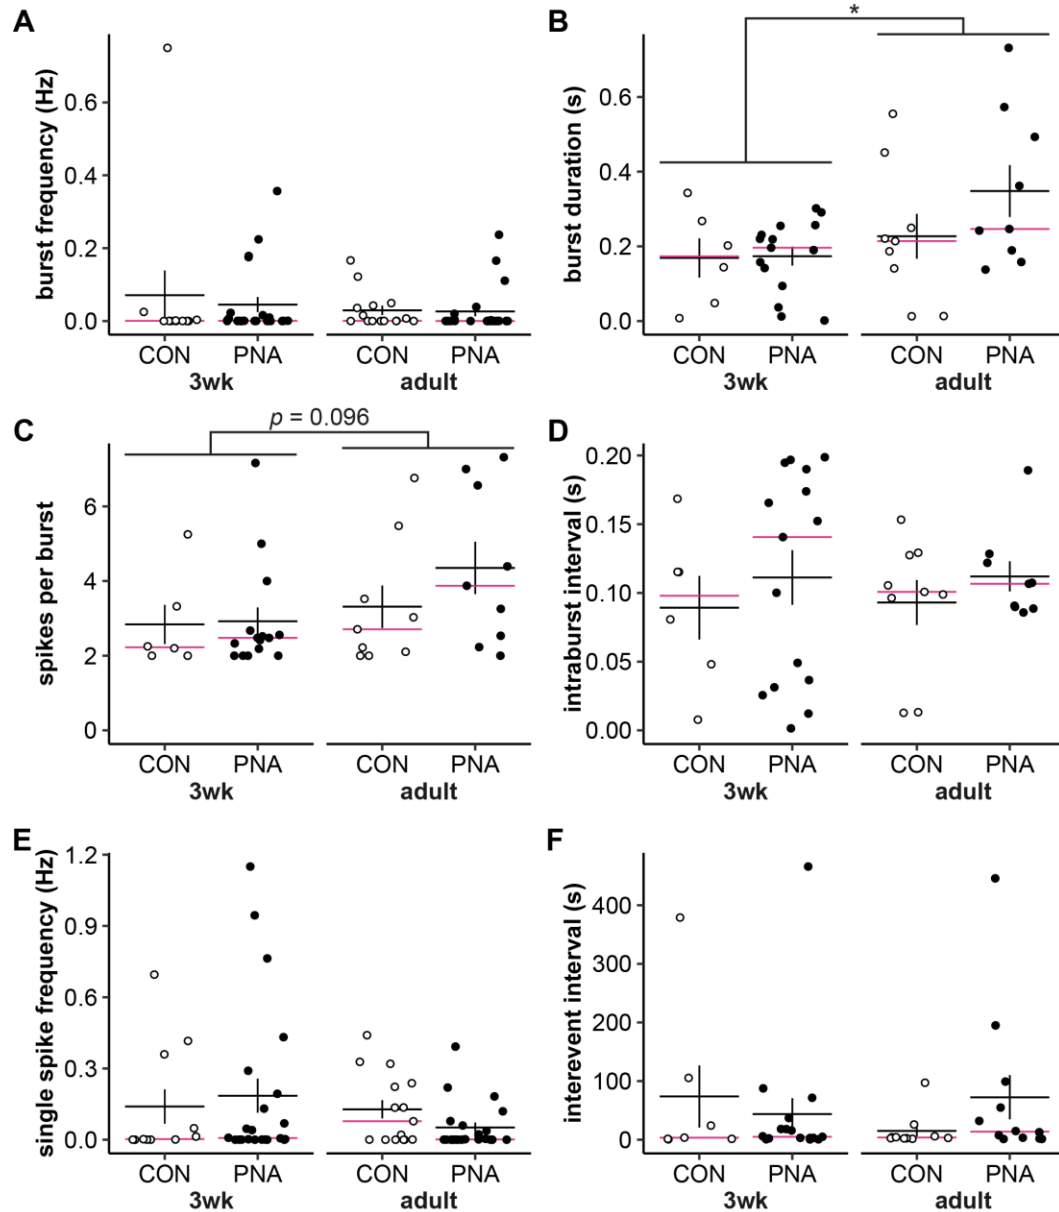 A
burst frequency (Hz)
0.6
0.4
0.2
0.0
CON PNA CON PNA
3wk adult
B
*
burst duration (s)
0.6
0.4
0.2
0.0
CON PNA CON PNA
3wk adult
C
p = 0.096
spikes per burst
6
4
2
0
CON PNA CON PNA
3wk adult
D
intraburst interval (s)
0.20
0.15
0.10
0.05
0.00
CON PNA CON PNA
3wk adult
E
single spike frequency (Hz)
1.2
0.9
0.6
0.3
0.0
CON PNA CON PNA
3wk adult
F
interevent interval (s)
400
300
200
100
0
CON PNA CON PNA
3wk adult